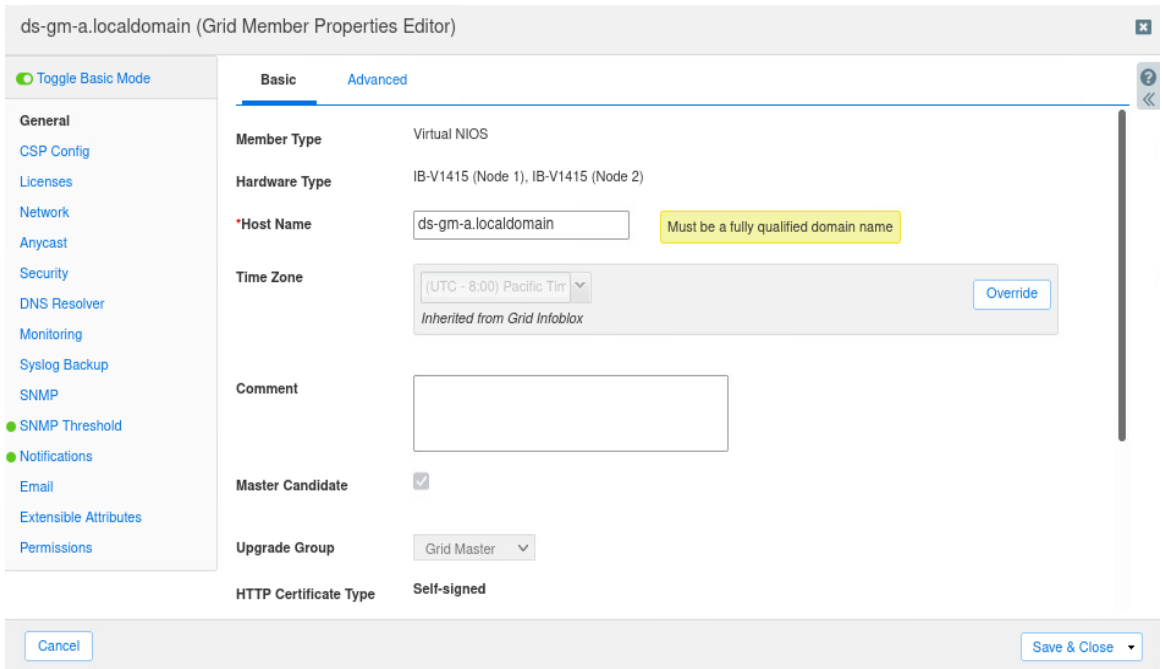 ds-gm-a.localdomain (Grid Member Properties Editor)
Toggle Basic Mode
General
CSP Config
Licenses
Network
Anycast
Security
DNS Resolver
Monitoring
Syslog Backup
SNMP
SNMP Threshold
Notifications
Email
Extensible Attributes
Permissions
Basic Advanced
Member Type Virtual NIOS
Hardware Type IB-V1415 (Node 1), IB-V1415 (Node 2)
*Host Name ds-gm-a.localdomain Must be a fully qualified domain name
Time Zone (UTC - 8:00) Pacific Tim Override
Inherited from Grid Infoblox
Comment
Master Candidate
Upgrade Group Grid Master
HTTP Certificate Type Self-signed
Cancel Save & Close